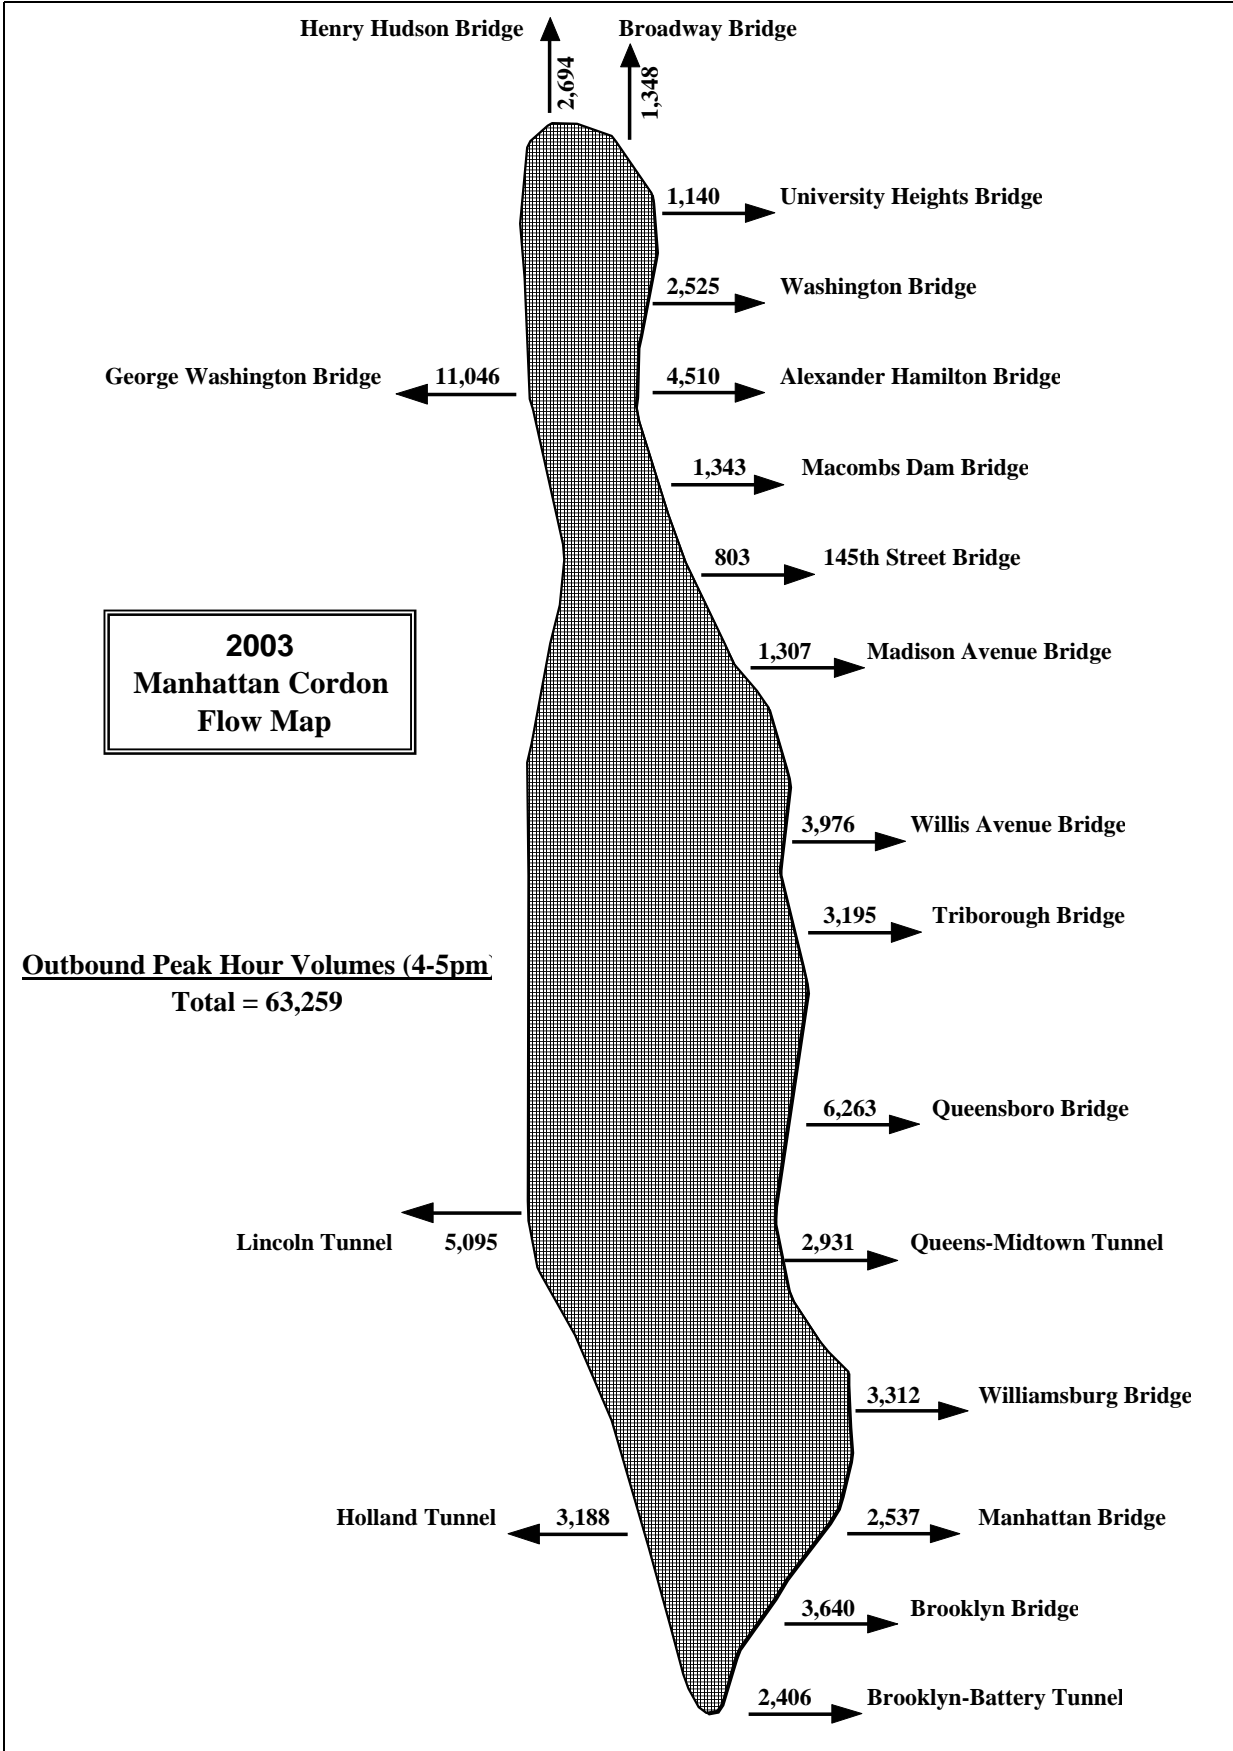 Henry Hudson Bridge
2,694
Broadway Bridge
1,348
1,140 University Heights Bridge
2,525 Washington Bridge
George Washington Bridge 11,046
4,510 Alexander Hamilton Bridge
1,343 Macombs Dam Bridge
803 145th Street Bridge
2003
Manhattan Cordon
Flow Map
1,307 Madison Avenue Bridge
3,976 Willis Avenue Bridge
3,195 Triborough Bridge
Outbound Peak Hour Volumes (4-5pm)
Total = 63,259
6,263 Queensboro Bridge
Lincoln Tunnel 5,095
2,931 Queens-Midtown Tunnel
3,312 Williamsburg Bridge
Holland Tunnel 3,188
2,537 Manhattan Bridge
3,640 Brooklyn Bridge
2,406 Brooklyn-Battery Tunnel